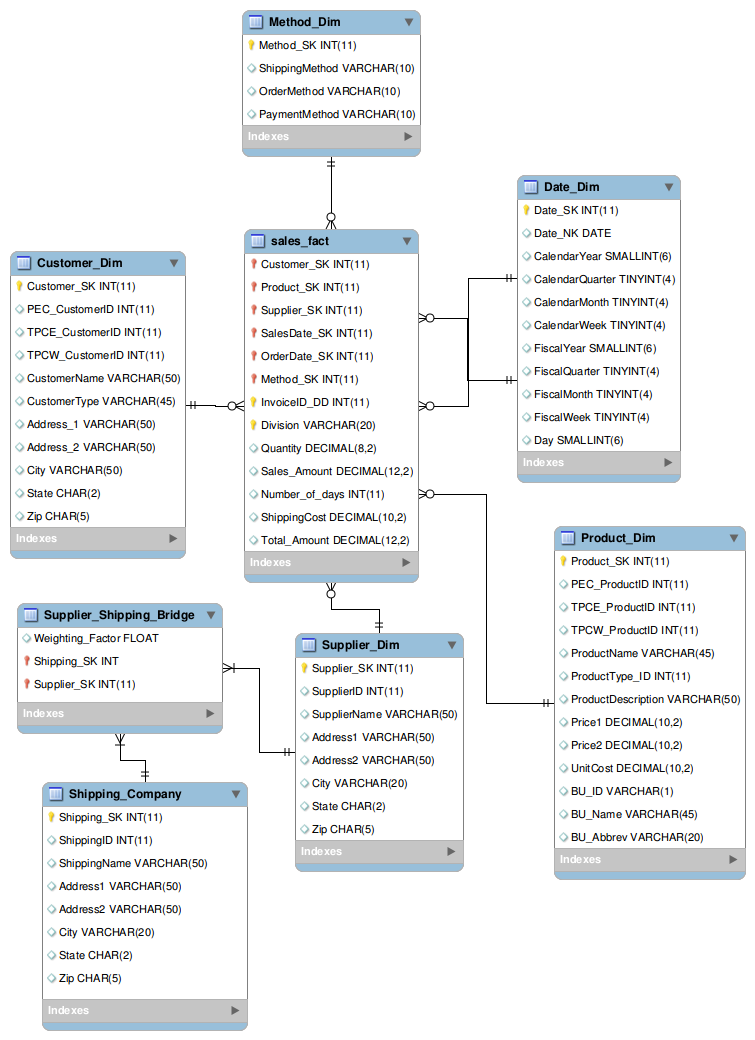 Method_Dim
Method_SK INT(11)
ShippingMethod VARCHAR(10)
OrderMethod VARCHAR(10)
PaymentMethod VARCHAR(10)
Indexes
Date_Dim
Date_SK INT(11)
Date_NK DATE
CalendarYear SMALLINT(6)
CalendarQuarter TINYINT(4)
CalendarMonth TINYINT(4)
CalendarWeek TINYINT(4)
FiscalYear SMALLINT(6)
FiscalQuarter TINYINT(4)
FiscalMonth TINYINT(4)
FiscalWeek TINYINT(4)
Day SMALLINT(6)
Indexes
sales_fact
Customer_SK INT(11)
Product_SK INT(11)
Supplier_SK INT(11)
SalesDate_SK INT(11)
OrderDate_SK INT(11)
Method_SK INT(11)
InvoiceID_DD INT(11)
Division VARCHAR(20)
Quantity DECIMAL(8,2)
Sales_Amount DECIMAL(12,2)
Number_of_days INT(11)
ShippingCost DECIMAL(10,2)
Total_Amount DECIMAL(12,2)
Indexes
Customer_Dim
Customer_SK INT(11)
PEC_CustomerID INT(11)
TPCE_CustomerID INT(11)
TPCW_CustomerID INT(11)
CustomerName VARCHAR(50)
CustomerType VARCHAR(45)
Address_1 VARCHAR(50)
Address_2 VARCHAR(50)
City VARCHAR(50)
State CHAR(2)
Zip CHAR(5)
Indexes
Product_Dim
Product_SK INT(11)
PEC_ProductID INT(11)
TPCE_ProductID INT(11)
TPCW_ProductID INT(11)
ProductName VARCHAR(45)
ProductType_ID INT(11)
ProductDescription VARCHAR(50)
Price1 DECIMAL(10,2)
Price2 DECIMAL(10,2)
UnitCost DECIMAL(10,2)
BU_ID VARCHAR(1)
BU_Name VARCHAR(45)
BU_Abbrev VARCHAR(20)
Indexes
Supplier_Shipping_Bridge
Weighting_Factor FLOAT
Shipping_SK INT
Supplier_SK INT(11)
Indexes
Supplier_Dim
Supplier_SK INT(11)
SupplierID INT(11)
SupplierName VARCHAR(50)
Address1 VARCHAR(50)
Address2 VARCHAR(50)
City VARCHAR(20)
State CHAR(2)
Zip CHAR(5)
Indexes
Shipping_Company
Shipping_SK INT(11)
ShippingID INT(11)
ShippingName VARCHAR(50)
Address1 VARCHAR(50)
Address2 VARCHAR(50)
City VARCHAR(20)
State CHAR(2)
Zip CHAR(5)
Indexes